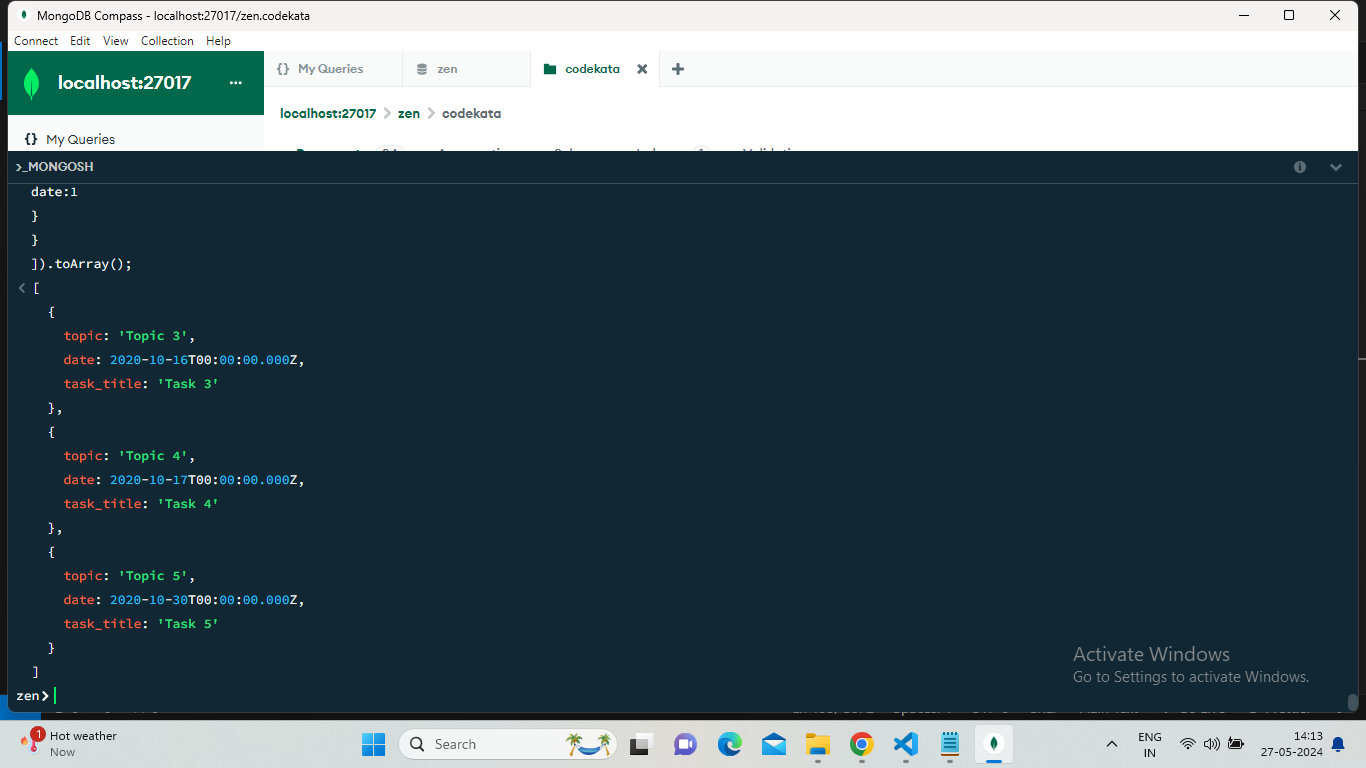 MongoDB Compass - localhost:27017/zen.codekata
Connect Edit View Collection Help
localhost:27017 ...
{} My Queries
zen
codekata
localhost:27017 > zen > codekata
{} My Queries
>_MONGOSH
date:1
}
}
]).toArray();
[
{
topic: 'Topic 3',
date: 2020-10-16T00:00:00.000Z,
task_title: 'Task 3'
},
{
topic: 'Topic 4',
date: 2020-10-17T00:00:00.000Z,
task_title: 'Task 4'
},
{
topic: 'Topic 5',
date: 2020-10-30T00:00:00.000Z,
task_title: 'Task 5'
}
]
zen>
Activate Windows
Go to Settings to activate Windows.
1
Hot weather
Now
Search
ENG
IN
14:13
27-05-2024